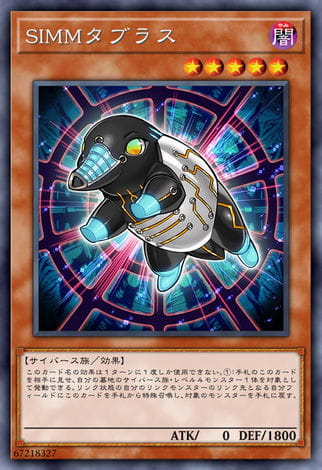 SIMMタブラス
闇
やみ
【サイバース族／効果】
このカード名の効果は１ターンに１度しか使用できない。①：手札のこのカード
を相手に見せ、自分の墓地のサイバース族・レベル４モンスター１体を対象とし
て発動できる。リンク状態の自分のリンクモンスターのリンク先となる自分フ
ィールドにこのカードを手札から特殊召喚し、対象のモンスターを手札に戻す。
ATK/ 0 DEF/1800
67218327